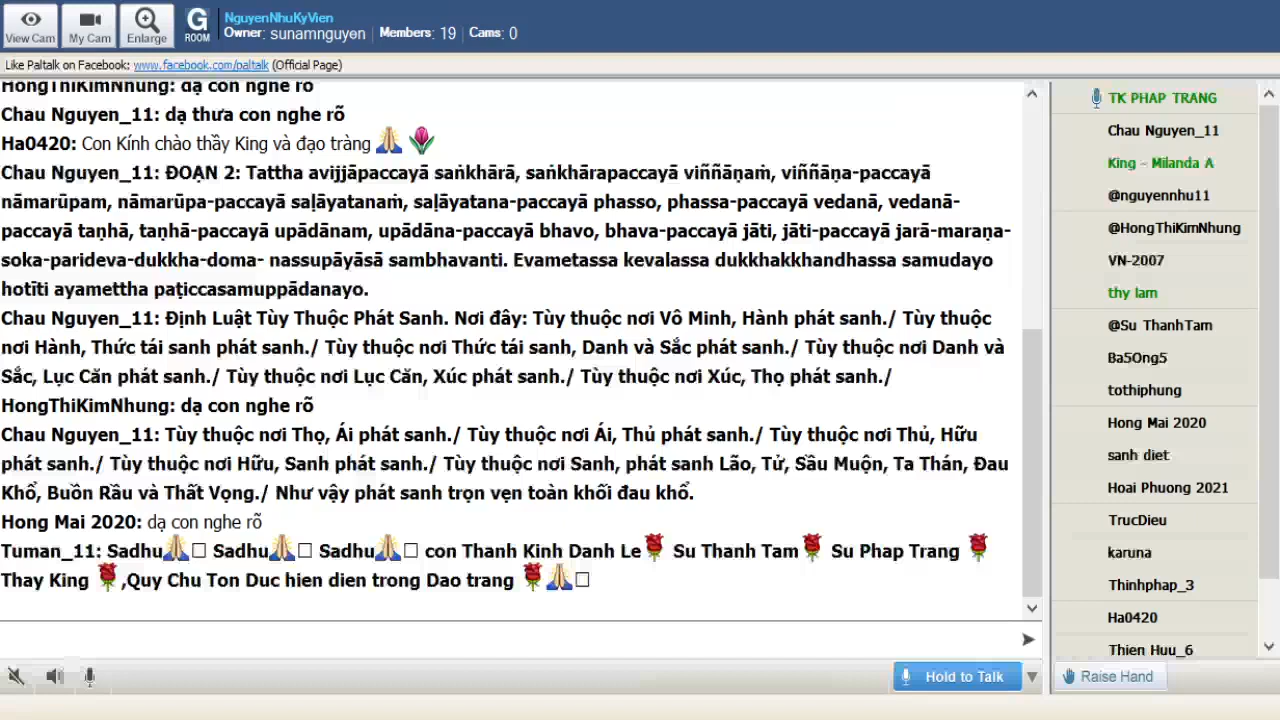 View Cam
My Cam
Enlarge
G
ROOM
NguyenNhuKyVien
Owner: sunamnguyen | Members: 19 | Cams: 0
Like Paltalk on Facebook: www.facebook.com/paltalk (Official Page)
HongThiKimNhung: dạ con nghe rõ
Chau Nguyen_11: dạ thưa con nghe rõ
Ha0420: Con Kính chào thầy King và đạo tràng 🙏 🌷
Chau Nguyen_11: ĐOẠN 2: Tattha avijjāpaccayā saṅkhārā, saṅkhārapaccayā viññāṇaṁ, viññāṇa-paccayā
nāmarūpam, nāmarūpa-paccayā saḷāyatanaṁ, saḷāyatana-paccayā phasso, phassa-paccayā vedanā, vedanā-
paccayā taṇhā, taṇhā-paccayā upādānam, upādāna-paccayā bhavo, bhava-paccayā jāti, jāti-paccayā jarā-maraṇa-
soka-parideva-dukkha-doma- nassupāyāsā sambhavanti. Evametassa kevalassa dukkhakkhandhassa samudayo
hotīti ayamettha paṭiccasamuppādanayo.
Chau Nguyen_11: Định Luật Tùy Thuộc Phát Sanh. Nơi đây: Tùy thuộc nơi Vô Minh, Hành phát sanh./ Tùy thuộc
nơi Hành, Thức tái sanh phát sanh./ Tùy thuộc nơi Thức tái sanh, Danh và Sắc phát sanh./ Tùy thuộc nơi Danh và
Sắc, Lục Căn phát sanh./ Tùy thuộc nơi Lục Căn, Xúc phát sanh./ Tùy thuộc nơi Xúc, Thọ phát sanh./
HongThiKimNhung: dạ con nghe rõ
Chau Nguyen_11: Tùy thuộc nơi Thọ, Ái phát sanh./ Tùy thuộc nơi Ái, Thủ phát sanh./ Tùy thuộc nơi Thủ, Hữu
phát sanh./ Tùy thuộc nơi Hữu, Sanh phát sanh./ Tùy thuộc nơi Sanh, phát sanh Lão, Tử, Sầu Muộn, Ta Thán, Đau
Khổ, Buồn Rầu và Thất Vọng./ Như vậy phát sanh trọn vẹn toàn khối đau khổ.
Hong Mai 2020: dạ con nghe rõ
Tuman_11: Sadhu🙏 Sadhu🙏 Sadhu🙏 con Thanh Kinh Danh Le🌹 Su Thanh Tam🌹 Su Phap Trang 🌹
Thay King 🌹,Quy Chu Ton Duc hien dien trong Dao trang 🌹🙏
Hold to Talk
TK PHAP TRANG
Chau Nguyen_11
King - Milanda A
@nguyennhu11
@HongThiKimNhung
VN-2007
thy lam
@Su ThanhTam
Ba5Ong5
tothiphung
Hong Mai 2020
sanh diet
Hoai Phuong 2021
TrucDieu
karuna
Thinhphap_3
Ha0420
Thien Huu_6
Raise Hand